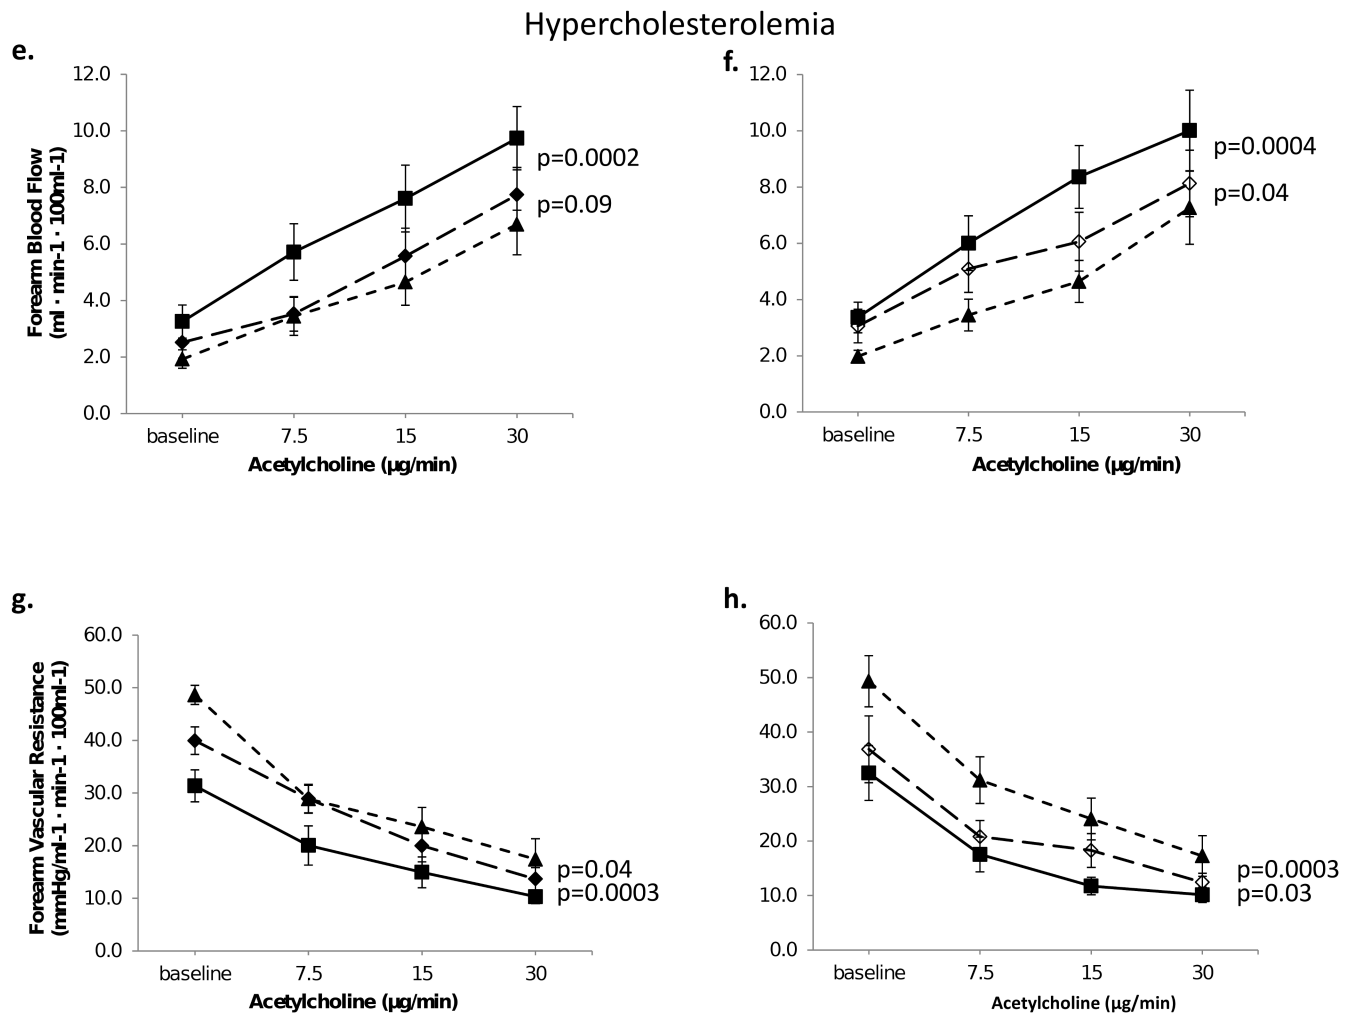 Hypercholesterolemia
e.
12.0
10.0
8.0
6.0
4.0
2.0
0.0
Forearm Blood Flow
(ml · min-1 · 100ml-1)
p=0.0002
p=0.09
baseline 7.5 15 30
Acetylcholine (µg/min)
f.
12.0
10.0
8.0
6.0
4.0
2.0
0.0
p=0.0004
p=0.04
baseline 7.5 15 30
Acetylcholine (µg/min)
g.
60.0
50.0
40.0
30.0
20.0
10.0
0.0
Forearm Vascular Resistance
(mmHg/ml-1 · min-1 · 100ml-1)
p=0.04
p=0.0003
baseline 7.5 15 30
Acetylcholine (µg/min)
h.
60.0
50.0
40.0
30.0
20.0
10.0
0.0
p=0.0003
p=0.03
baseline 7.5 15 30
Acetylcholine (µg/min)